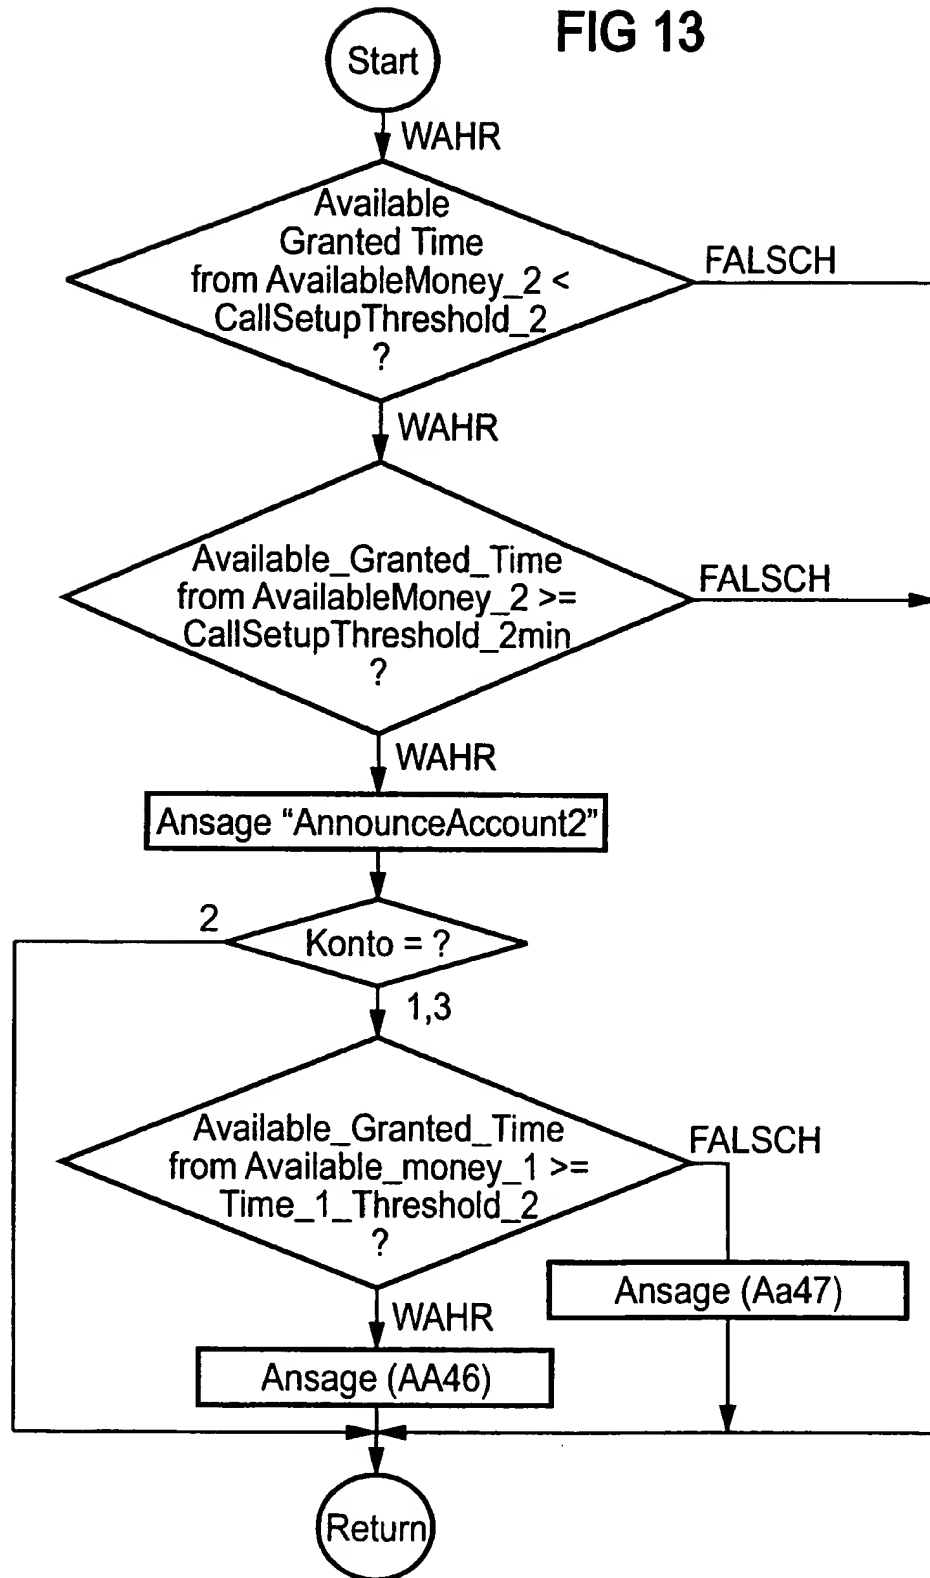 FIG 13
Start
WAHR
Available
Granted Time
from AvailableMoney_2 <
CallSetupThreshold_2
?
FALSCH
WAHR
Available_Granted_Time
from AvailableMoney_2 >=
CallSetupThreshold_2min
?
FALSCH
WAHR
Ansage “AnnounceAccount2”
2
Konto = ?
1,3
Available_Granted_Time
from Available_money_1 >=
Time_1_Threshold_2
?
FALSCH
Ansage (Aa47)
WAHR
Ansage (AA46)
Return